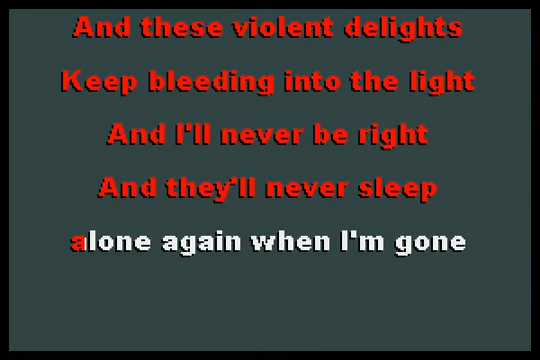 And these violent delights
Keep bleeding into the light
And I'll never be right
And they'll never sleep
alone again when I'm gone